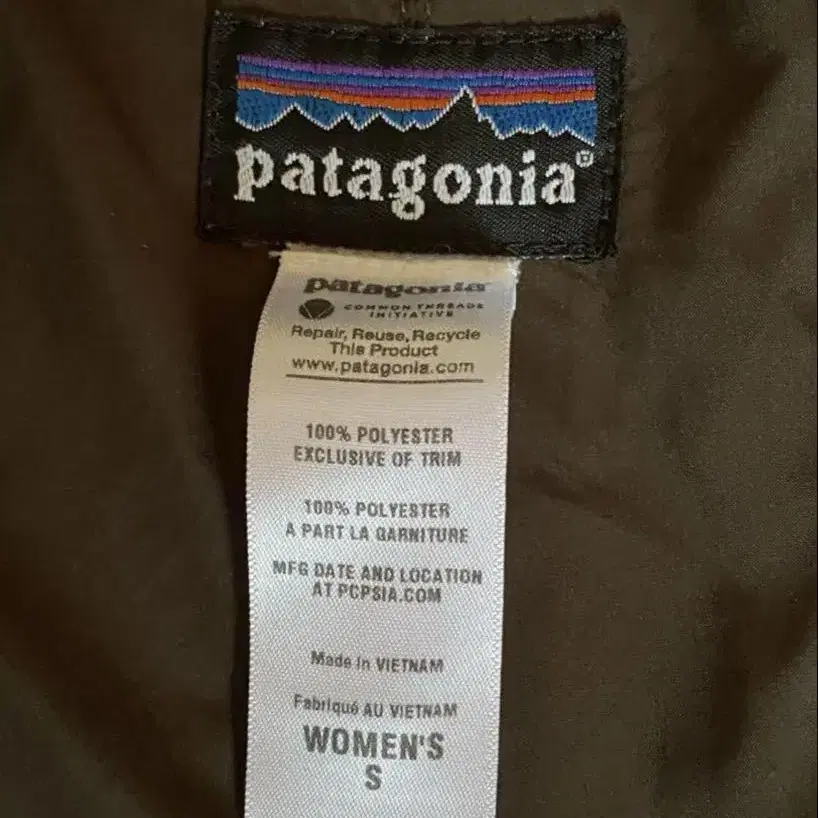 patagonia®
patagonia
COMMON THREADS
INITIATIVE
Repair, Reuse, Recycle
This Product
www.patagonia.com
100% POLYESTER
EXCLUSIVE OF TRIM
100% POLYESTER
A PART LA GARNITURE
MFG DATE AND LOCATION
AT PCPSIA.COM
Made in VIETNAM
Fabriqué AU VIETNAM
WOMEN'S
S